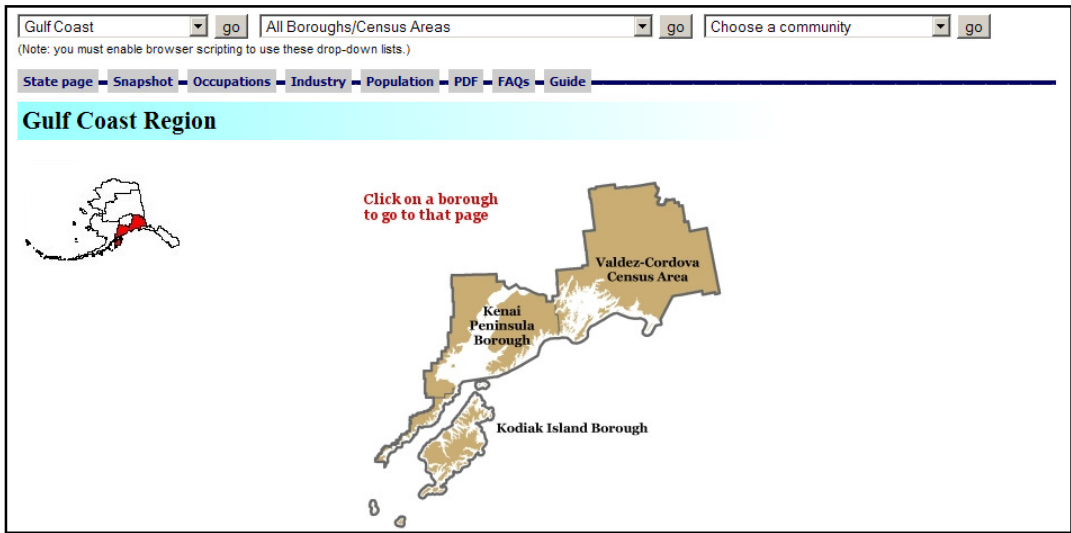 Gulf Coast go All Boroughs/Census Areas go Choose a community go
(Note: you must enable browser scripting to use these drop-down lists.)
State page Snapshot Occupations Industry Population PDF FAQs Guide
Gulf Coast Region
Click on a borough
to go to that page
Valdez-Cordova
Census Area
Kenai
Peninsula
Borough
Kodiak Island Borough